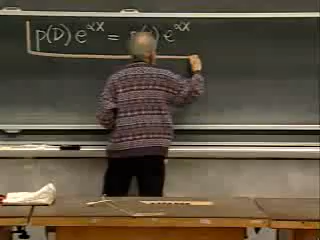 p(D) e^{αx} = p( ) e^{αx}